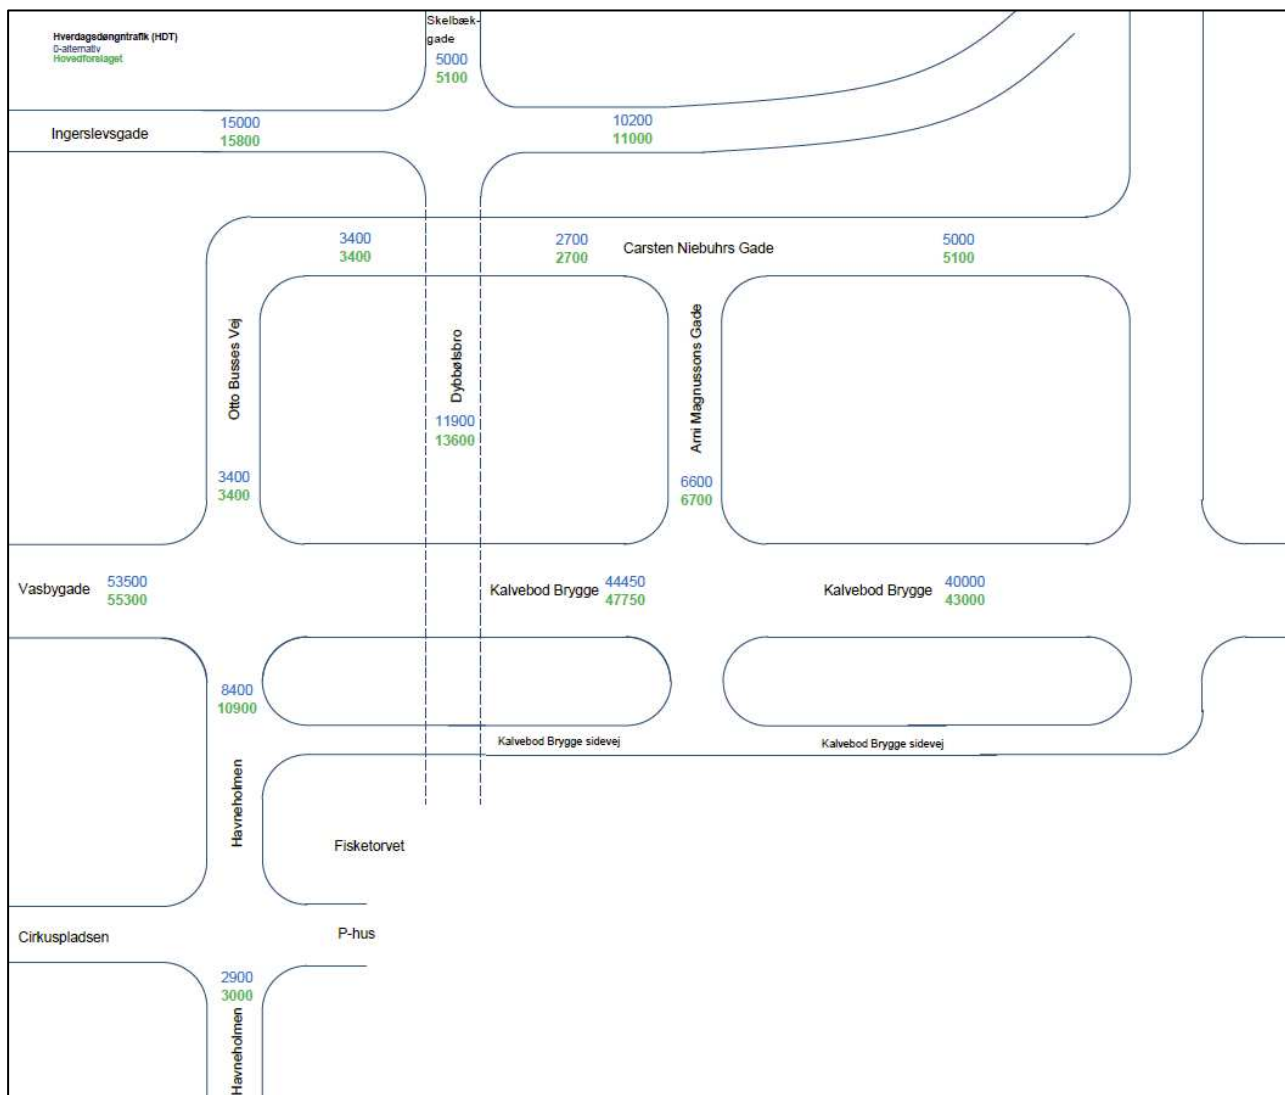 Skelbæk-
gade
Hverdagsdøngntrafik (HDT)
0-alternativ
Hovedforslaget
5000
5100
Ingerslevsgade
15000
15800
10200
11000
3400
3400
2700
2700
Carsten Niebuhrs Gade
5000
5100
Otto Busses Vej
Dybbølsbro
Arni Magnussons Gade
11900
13600
3400
3400
6600
6700
Vasbygade
53500
55300
Kalvebod Brygge
44450
47750
Kalvebod Brygge
40000
43000
8400
10900
Kalvebod Brygge sidevej
Kalvebod Brygge sidevej
Havneholmen
Fisketorvet
Cirkuspladsen
P-hus
2900
3000
Havneholmen